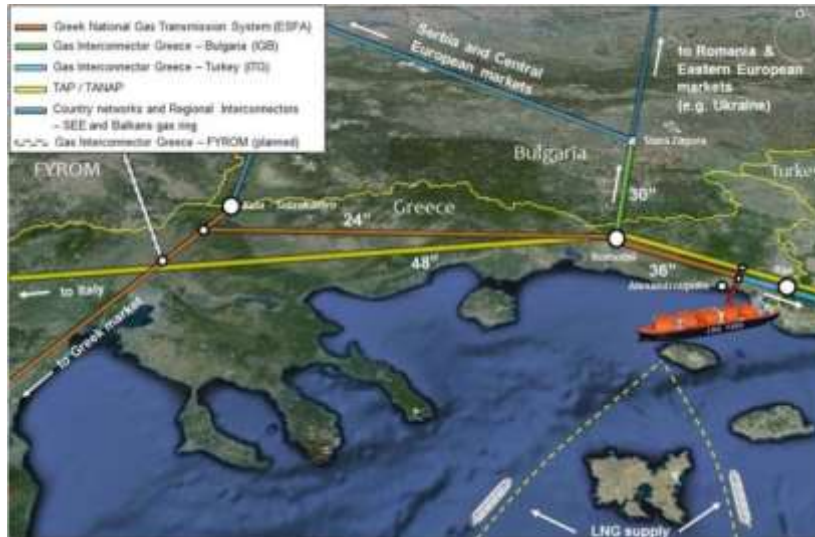 Greek National Gas Transmission System (ESFA)
Gas Interconnector Greece – Bulgaria (IGB)
Gas Interconnector Greece – Turkey (ITG)
TAP / TANAP
Country networks and Regional Interconnectors
– SEE and Balkans gas ring
Gas Interconnector Greece – FYROM (planned)
Serbia and Central
European markets
to Romania &
Eastern European
markets
(e.g. Ukraine)
Stara Zagora
Bulgaria
Turkey
FYROM
30"
Greece
24"
48"
36"
Komotini
Alexandroupolis
to Italy
to Greek market
LNG supply